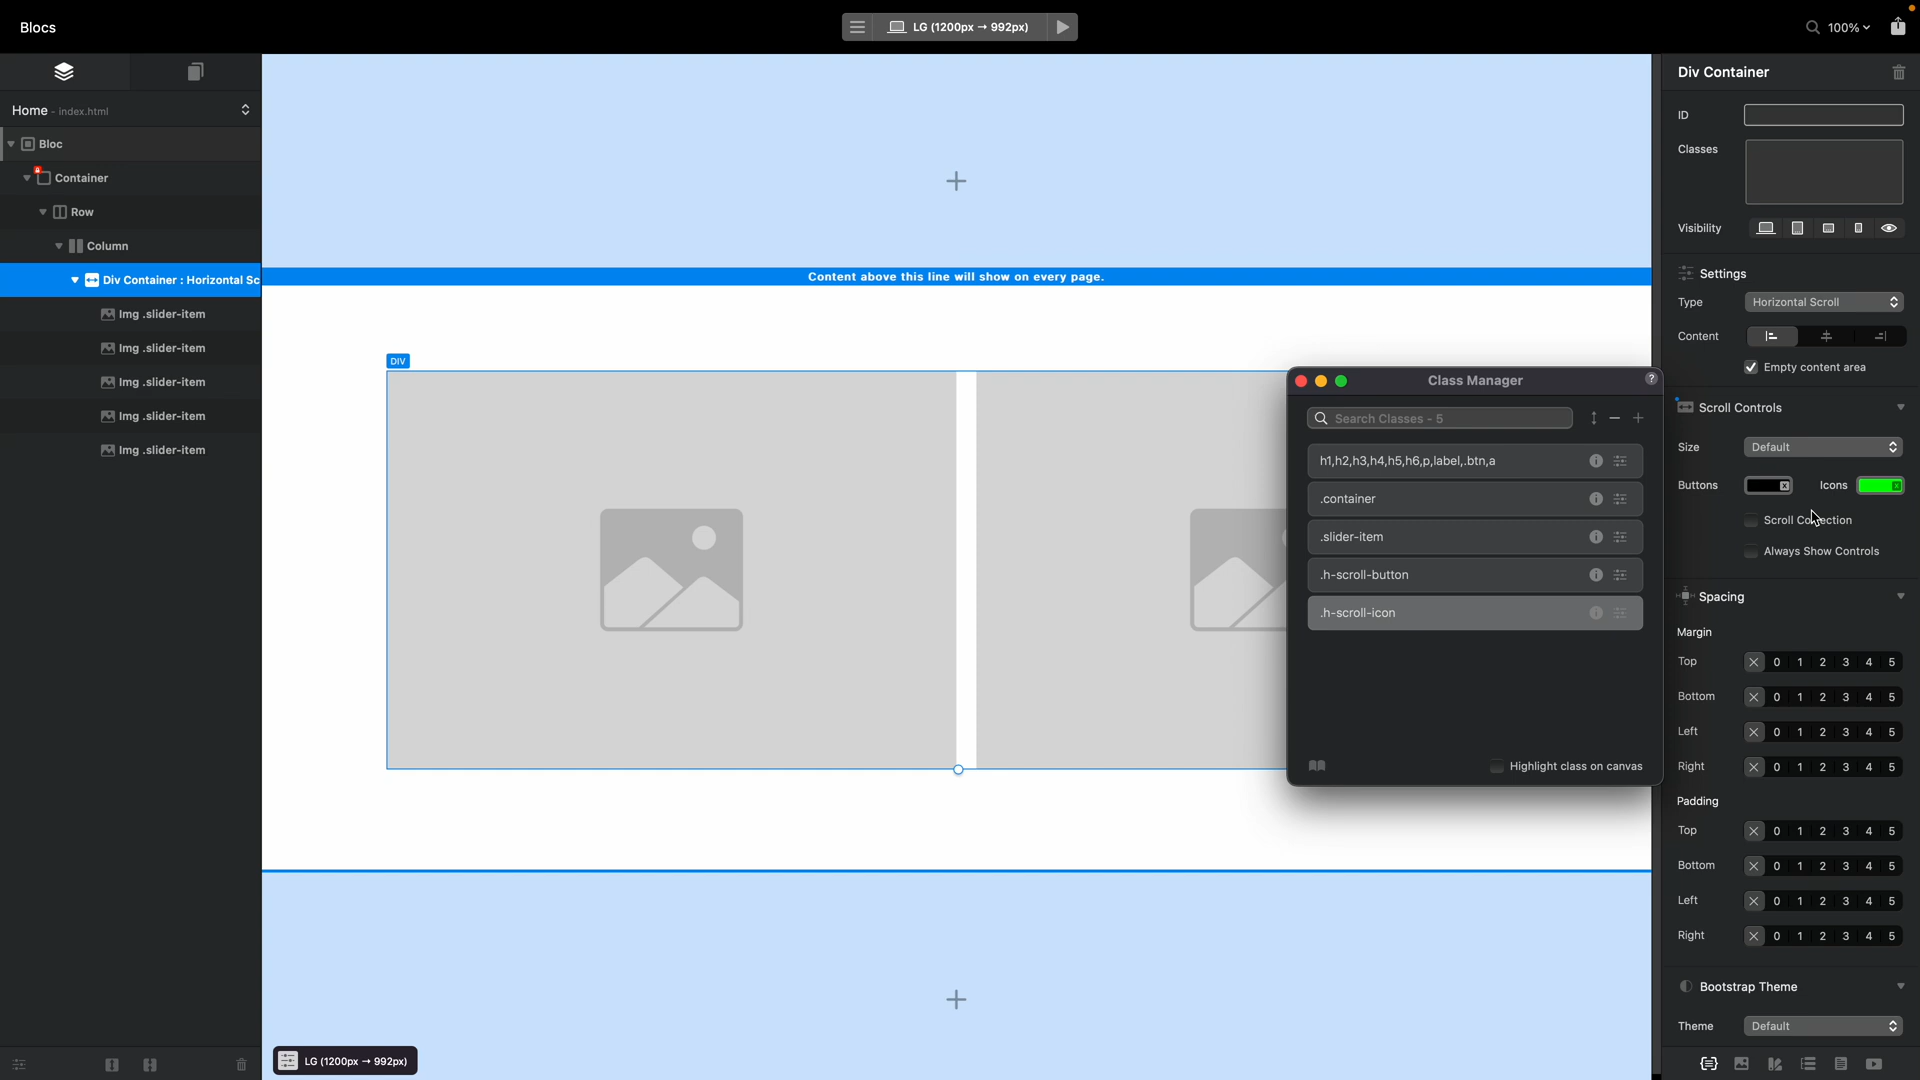 Blocs
LG (1200px → 992px)
100%
Home - index.html
Bloc
Container
Row
Column
Div Container : Horizontal Sc
Img .slider-item
Img .slider-item
Img .slider-item
Img .slider-item
Img .slider-item
Content above this line will show on every page.
DIV
LG (1200px → 992px)
Class Manager
?
Search Classes - 5
h1,h2,h3,h4,h5,h6,p,label,.btn,a
.container
.slider-item
.h-scroll-button
.h-scroll-icon
Highlight class on canvas
Div Container
ID
Classes
Visibility
Settings
Type Horizontal Scroll
Content
Empty content area
Scroll Controls
Size Default
Buttons Icons
Always Show Controls
Spacing
Margin
Top 0 1 2 3 4 5
Bottom 0 1 2 3 4 5
Left 0 1 2 3 4 5
Right 0 1 2 3 4 5
Padding
Top 0 1 2 3 4 5
Bottom 0 1 2 3 4 5
Left 0 1 2 3 4 5
Right 0 1 2 3 4 5
Bootstrap Theme
Theme Default